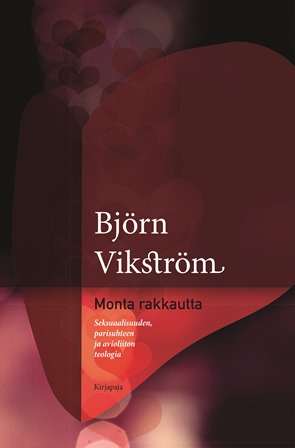 Björn
Vikström
Monta rakkautta
Seksuaalisuuden,
parisuhteen
ja avioliiton
teologia
Kirjapaja